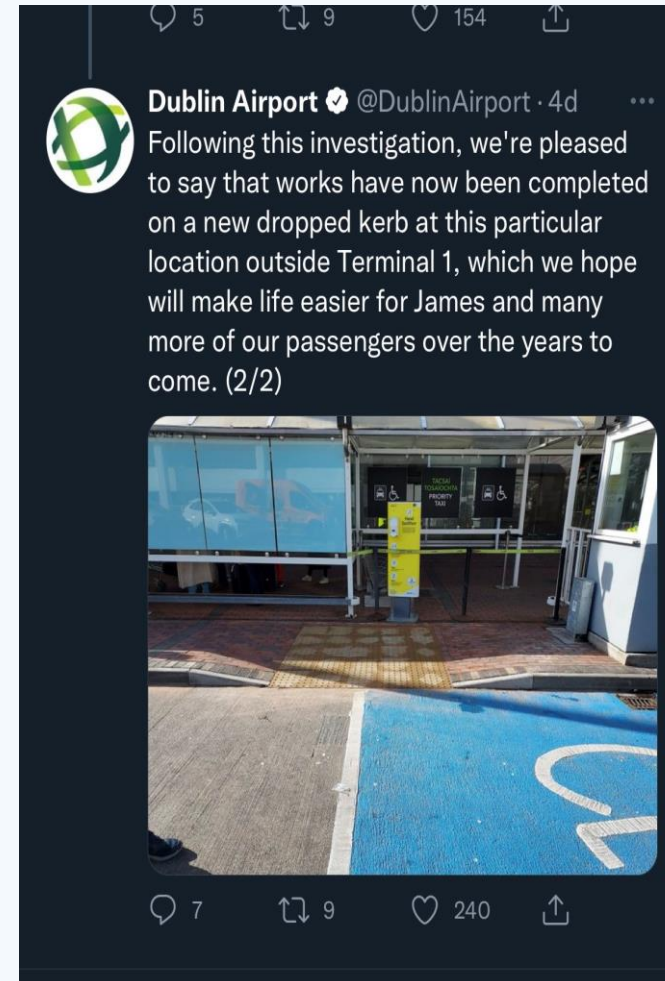 5 9 154
Dublin Airport @DublinAirport · 4d
Following this investigation, we're pleased
to say that works have now been completed
on a new dropped kerb at this particular
location outside Terminal 1, which we hope
will make life easier for James and many
more of our passengers over the years to
come. (2/2)
TACSAI
TOSAÍOCHTA
PRIORITY
TAXI
7 9 240